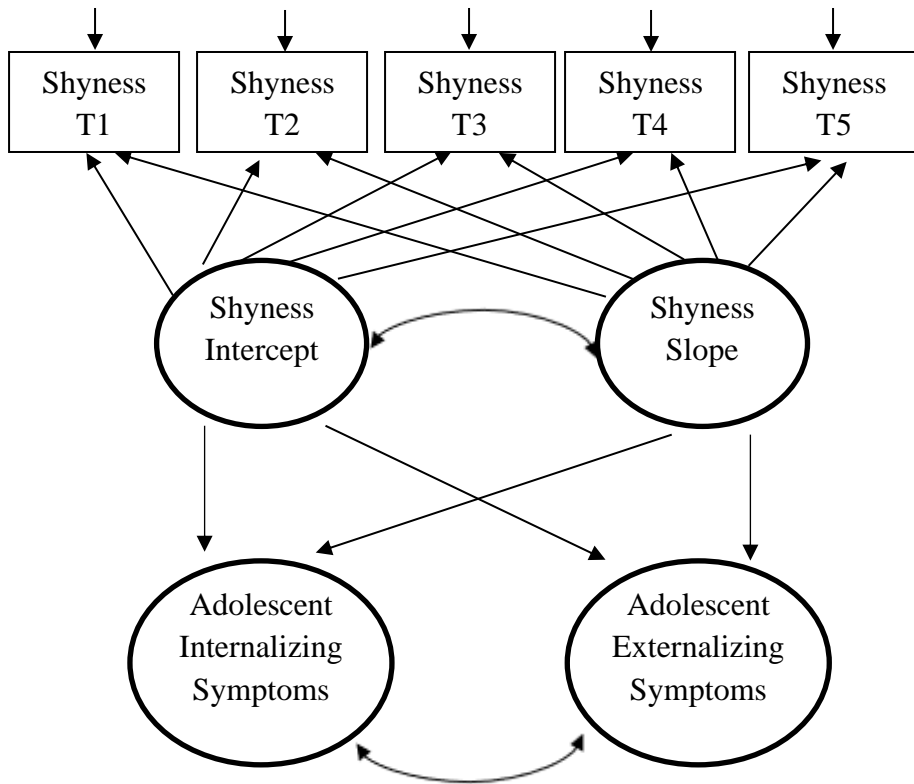 Shyness
T1
Shyness
T2
Shyness
T3
Shyness
T4
Shyness
T5
Shyness
Intercept
Shyness
Slope
Adolescent
Internalizing
Symptoms
Adolescent
Externalizing
Symptoms